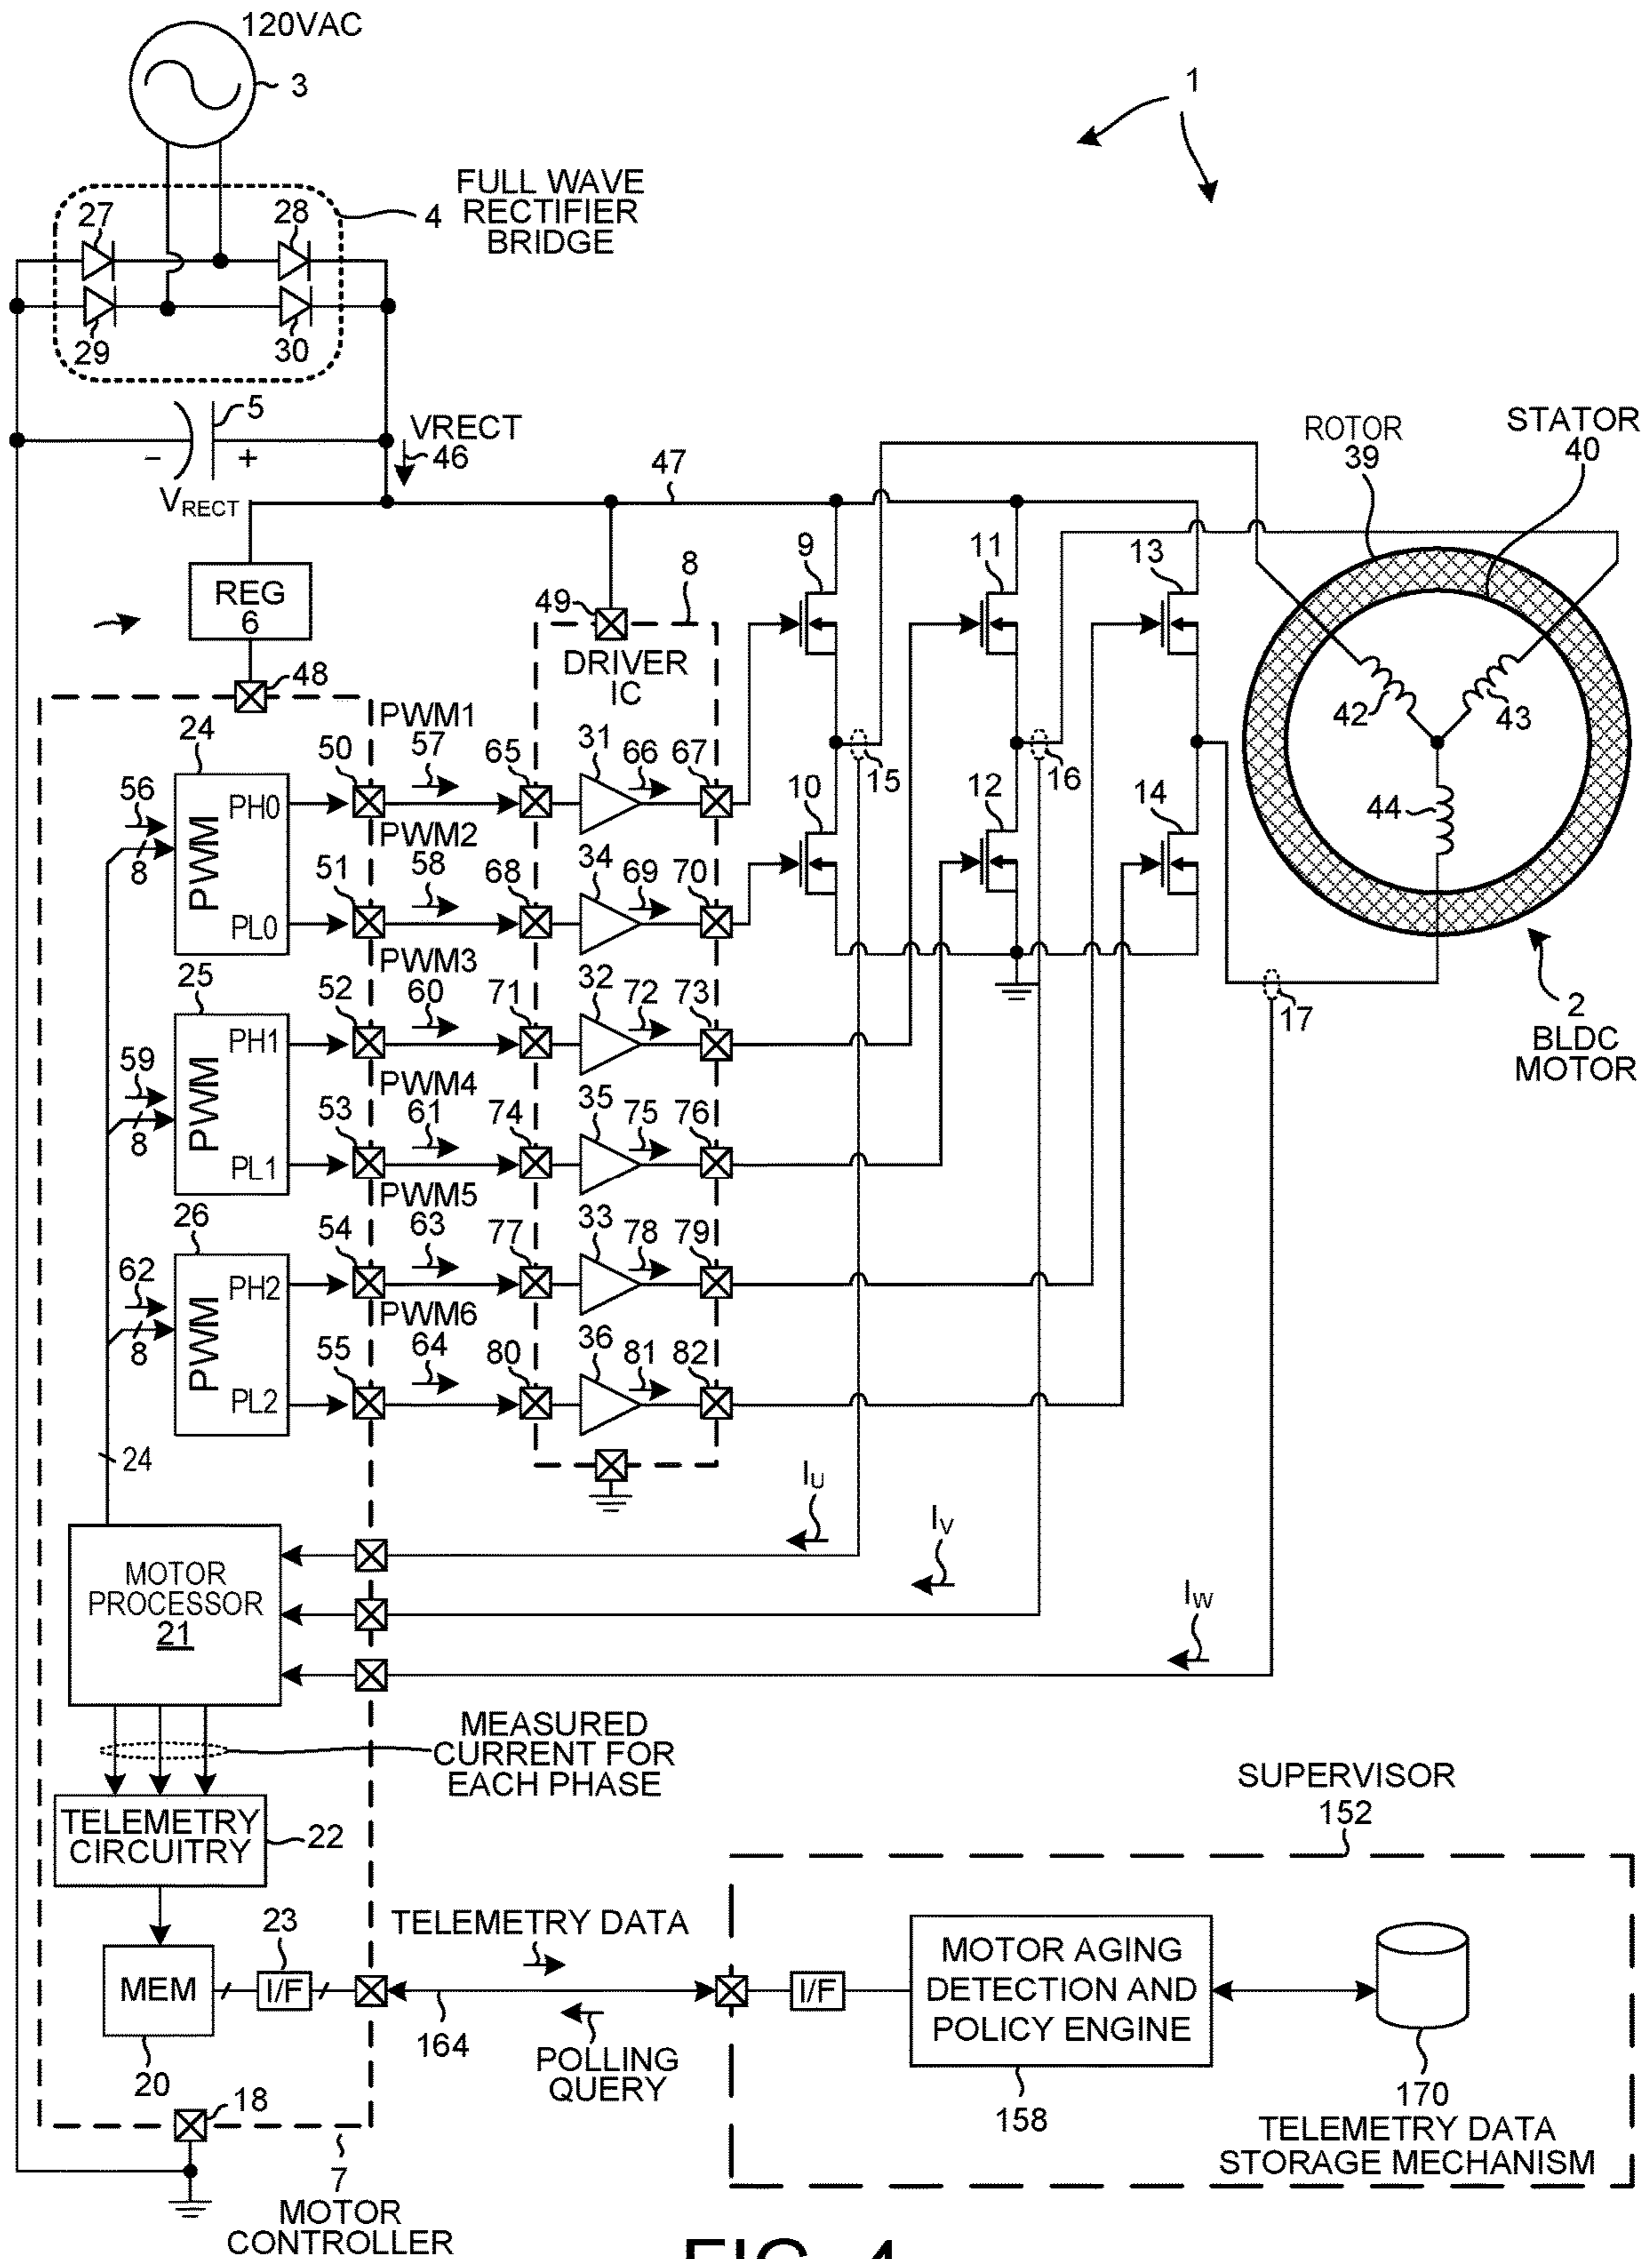 120VAC
3
1
FULL WAVE
RECTIFIER
BRIDGE
4
27
28
29
30
5
−
+
VRECT
VRECT
46
47
ROTOR
39
STATOR
40
REG
6
48
49
8
DRIVER
IC
9
11
13
10
12
14
15
16
17
42
43
44
2
BLDC
MOTOR
24
PWM
PH0
PL0
56
8
50
51
PWM1
57
PWM2
58
65
31
66
67
68
34
69
70
25
PWM
PH1
PL1
59
8
52
53
PWM3
60
PWM4
61
71
32
72
73
74
35
75
76
26
PWM
PH2
PL2
62
8
54
55
PWM5
63
PWM6
64
77
33
78
79
80
36
81
82
24
IU
IV
IW
MOTOR
PROCESSOR
21
MEASURED
CURRENT FOR
EACH PHASE
TELEMETRY
CIRCUITRY
22
MEM
20
23
I/F
18
7
MOTOR
CONTROLLER
TELEMETRY DATA
164
POLLING
QUERY
SUPERVISOR
152
I/F
MOTOR AGING
DETECTION AND
POLICY ENGINE
158
170
TELEMETRY DATA
STORAGE MECHANISM
FIG. 4